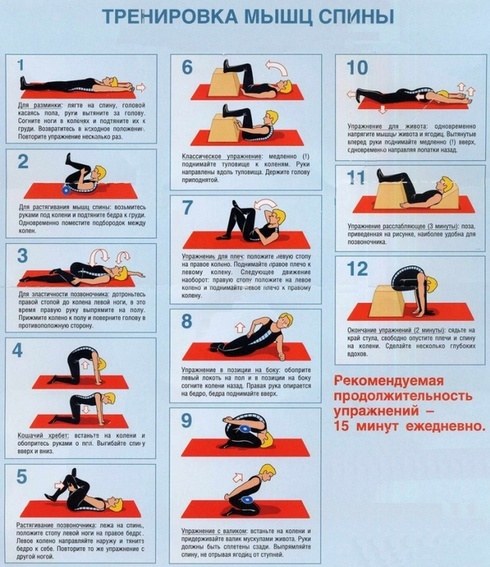 ТРЕНИРОВКА МЫШЦ СПИНЫ
1
Для разминки: лягте на спину, головой
касаясь пола, руки вытяните за голову.
Согните ноги в коленях и подтяните их к
груди. Возвратитесь в исходное положение.
Повторите упражнение несколько раз.
2
Для растягивания мышц спины: возьмитесь
руками под колени и подтяните бедра к груди.
Одновременно поместите подбородок между
колен.
3
Для эластичности позвоночника: дотроньтесь
правой стопой до колена левой ноги, в это
время правую руку выпрямите на полу.
Прижмите колено к полу и поверните голову в
противоположную сторону.
4
Кошачий хребет: встаньте на колени и
обопритесь руками о пол. Выгибайте спину
вверх и вниз.
5
Растягивание позвоночника: лежа на спине,
положите стопу левой ноги на правое бедро.
Левое колено направляйте наружу и тяните
бедро к себе. Повторите то же упражнение с
другой ногой.
6
Классическое упражнение: медленно (!)
поднимайте туловище к коленям. Руки
направлены вдоль туловища. Держите голову
приподнятой.
7
Упражнение для плеч: положите левую стопу
на правое колено. Поднимайте правое плечо к
левому колену. Следующее движение
наоборот: правую стопу положите на левое
колено и поднимайте левое плечо к правому
колену.
8
Упражнение в позиции на боку: обоприте
левый локоть на пол и в позиции на боку
согните колени назад. Правая рука опирается
на бедро, бедра поднимайте вверх.
9
Упражнение с валиком: встаньте на колени и
придерживайте валик мускулами живота. Руки
должны быть сплетены сзади. Выпрямляйте
спину, не отрывая ягодиц от ступней.
10
Упражнение для живота: одновременно
напрягите мышцы живота и ягодиц. Вытянутые
вперед руки поднимайте медленно (!) вверх,
одновременно направляя лопатки назад.
11
Упражнение расслабляющее (3 минуты): поза,
приведенная на рисунке, наиболее удобна для
позвоночника.
12
Окончание упражнений (2 минуты): сядьте на
край стула, свободно опустите плечи и спину
на колени. Сделайте несколько глубоких
вдохов.
Рекомендуемая
продолжительность
упражнений –
15 минут ежедневно.